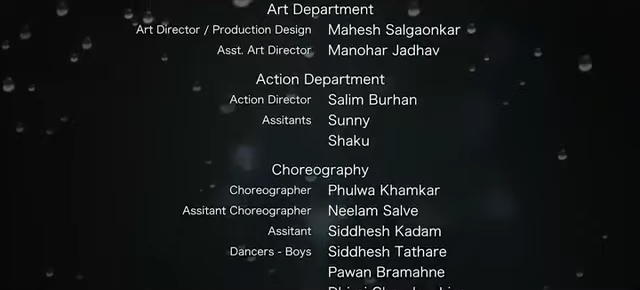 Art Department
Art Director / Production Design Mahesh Salgaonkar
Asst. Art Director Manohar Jadhav
Action Department
Action Director Salim Burhan
Assitants Sunny
Shaku
Choreography
Choreographer Phulwa Khamkar
Assitant Choreographer Neelam Salve
Assitant Siddhesh Kadam
Dancers - Boys Siddhesh Tathare
Pawan Bramahne